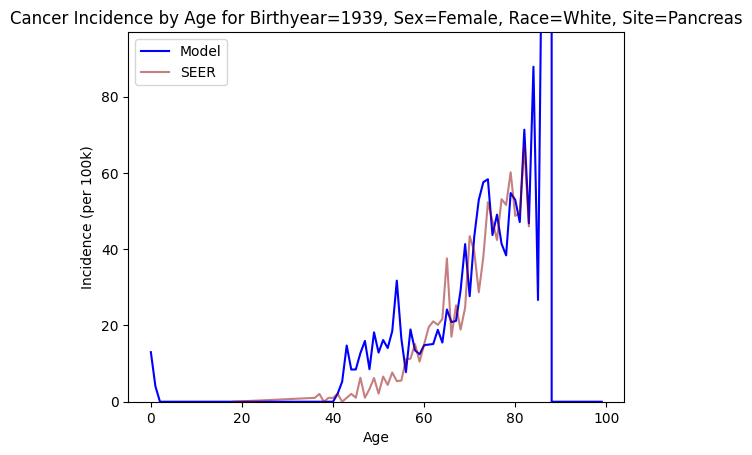 Cancer Incidence by Age for Birthyear=1939, Sex=Female, Race=White, Site=Pancreas
Model
SEER
80
60
40
20
0
Incidence (per 100k)
0 20 40 60 80 100
Age